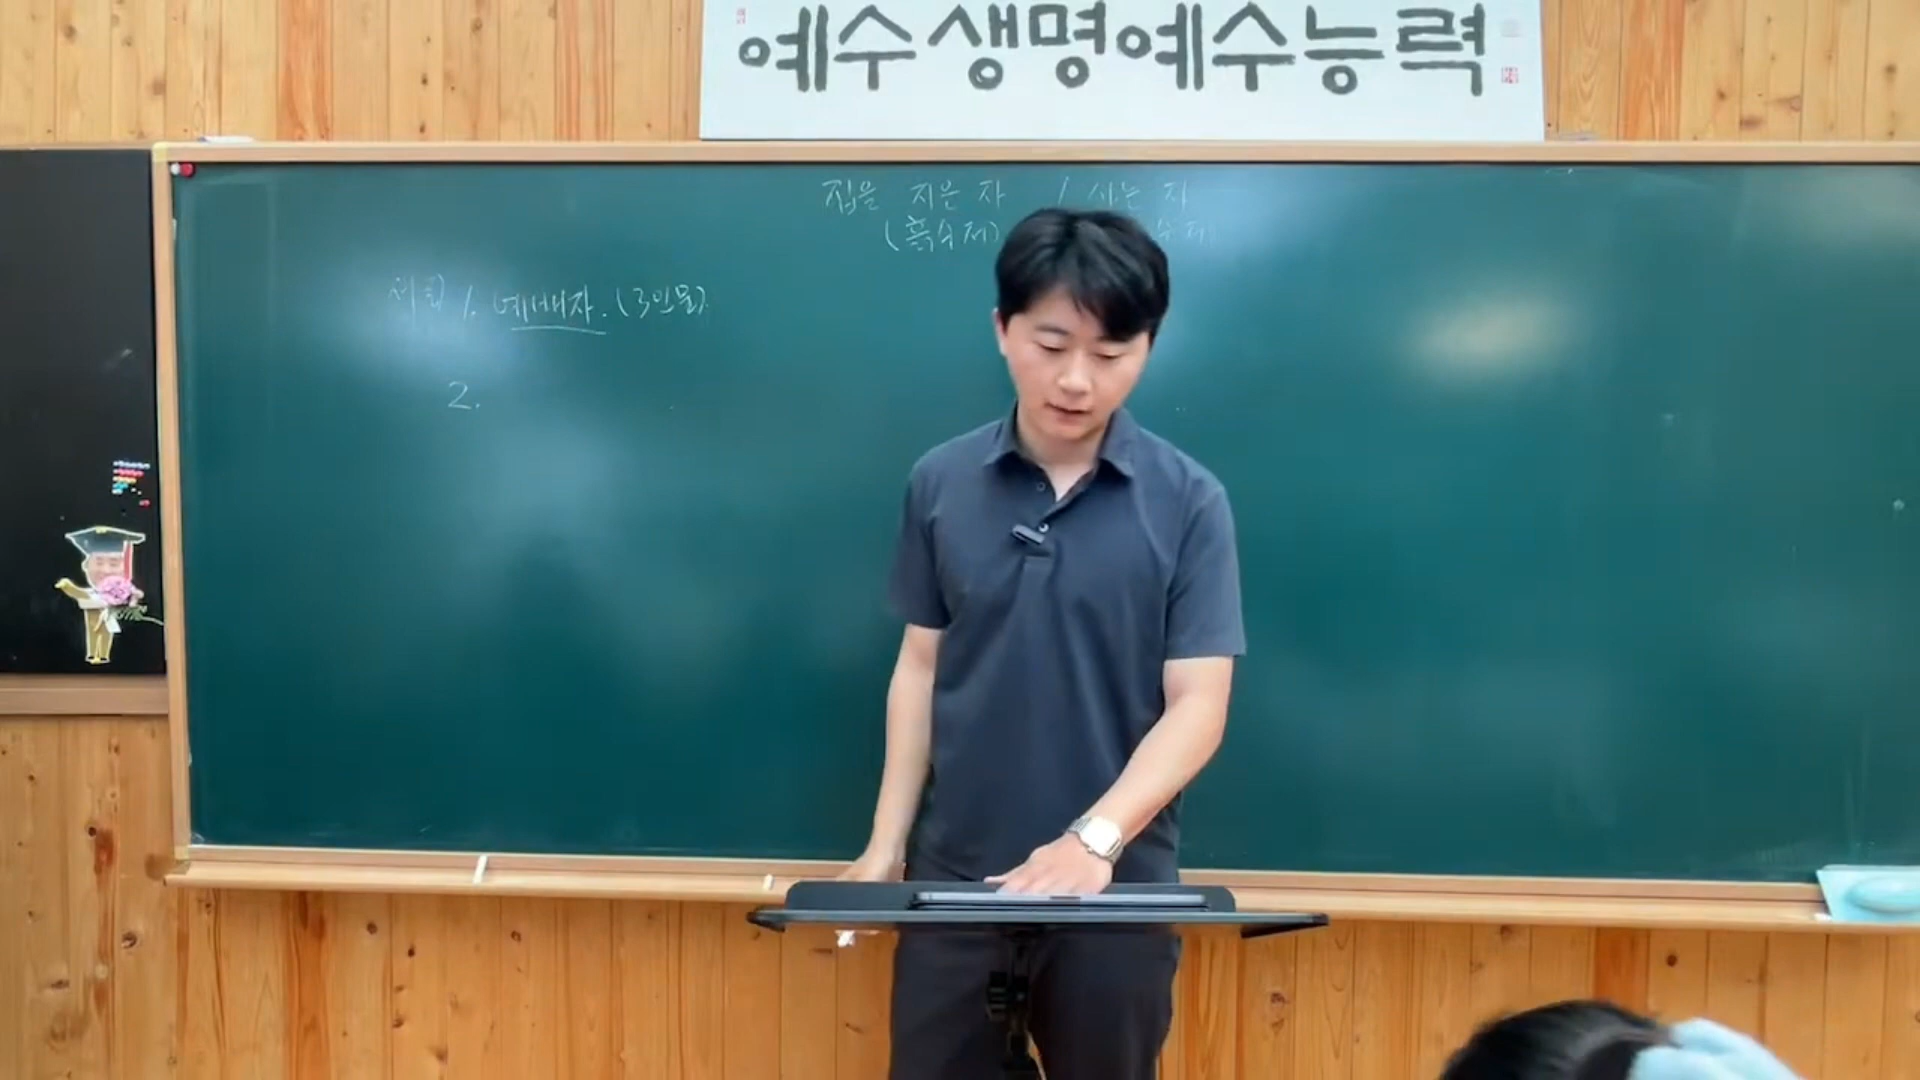 예수생명예수능력
집을 지은 자 / 사는 자
(흙수저)
1. 예배자. (3인물)
2.